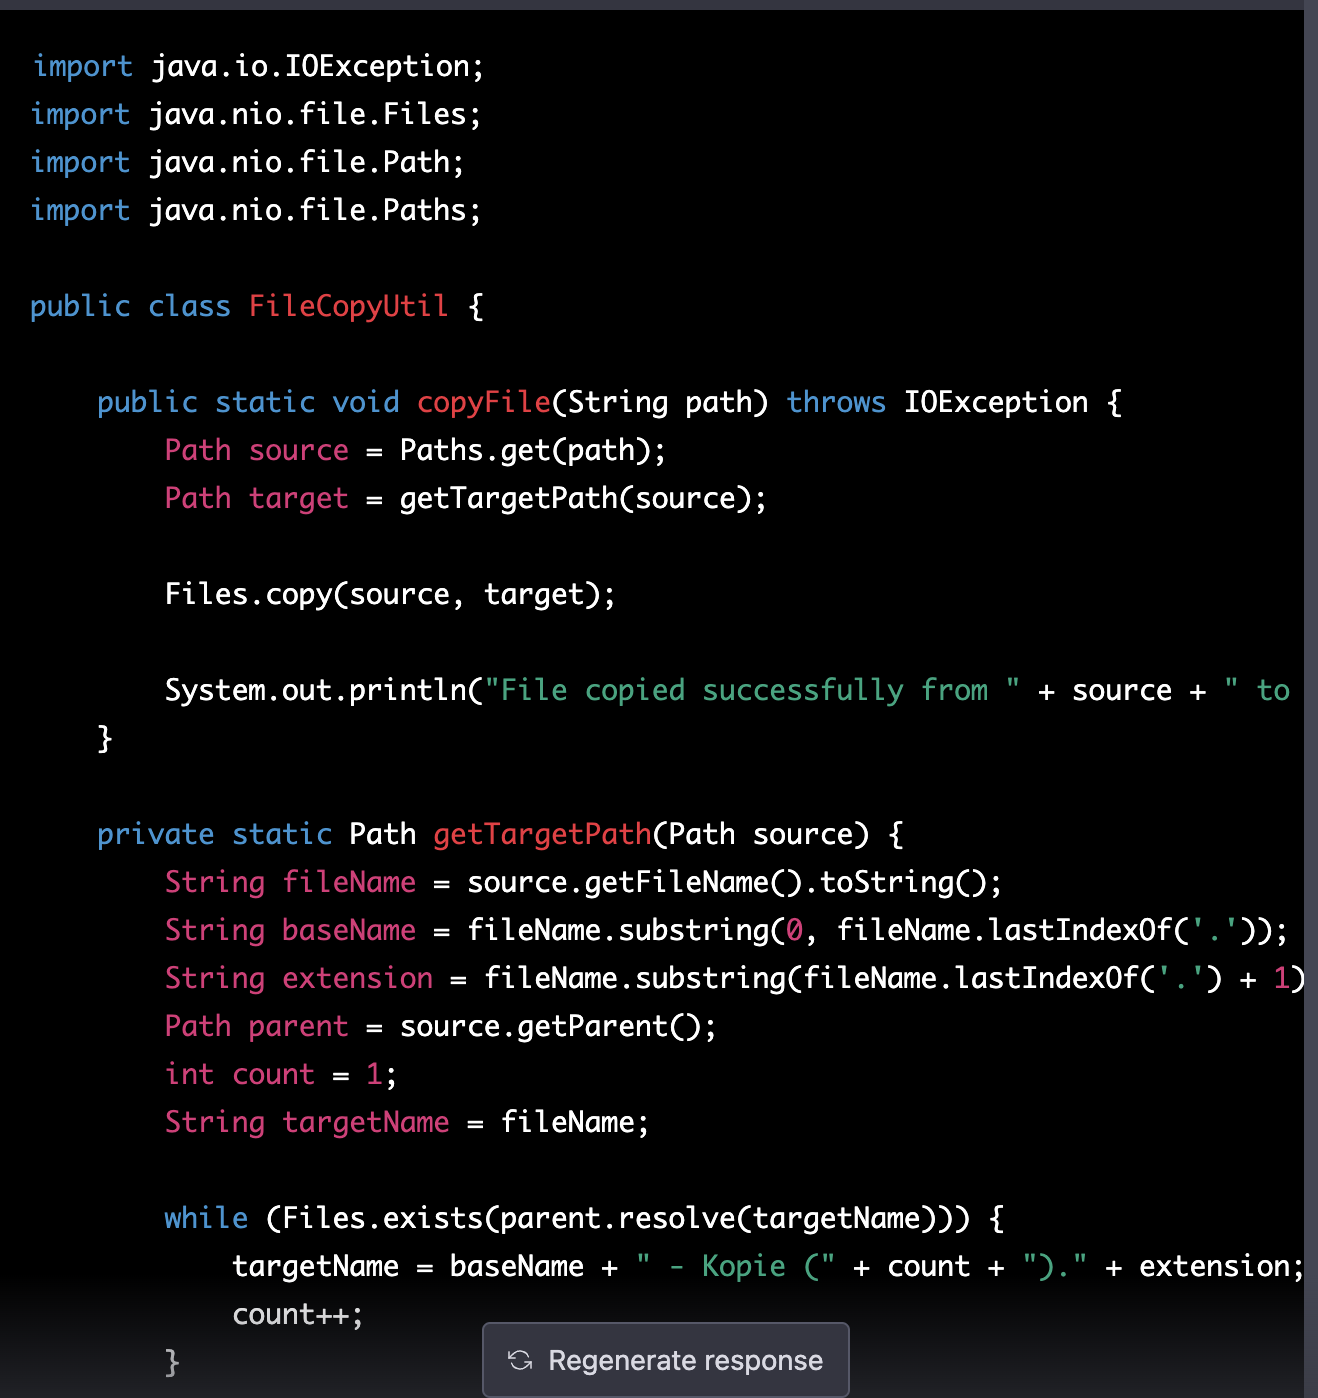 import java.io.IOException;
import java.nio.file.Files;
import java.nio.file.Path;
import java.nio.file.Paths;
public class FileCopyUtil {
public static void copyFile(String path) throws IOException {
Path source = Paths.get(path);
Path target = getTargetPath(source);
Files.copy(source, target);
System.out.println("File copied successfully from " + source + " to
}
private static Path getTargetPath(Path source) {
String fileName = source.getFileName().toString();
String baseName = fileName.substring(0, fileName.lastIndexOf('.'));
String extension = fileName.substring(fileName.lastIndexOf('.') + 1)
Path parent = source.getParent();
int count = 1;
String targetName = fileName;
while (Files.exists(parent.resolve(targetName))) {
targetName = baseName + " - Kopie (" + count + ")." + extension;
count++;
}
Regenerate response